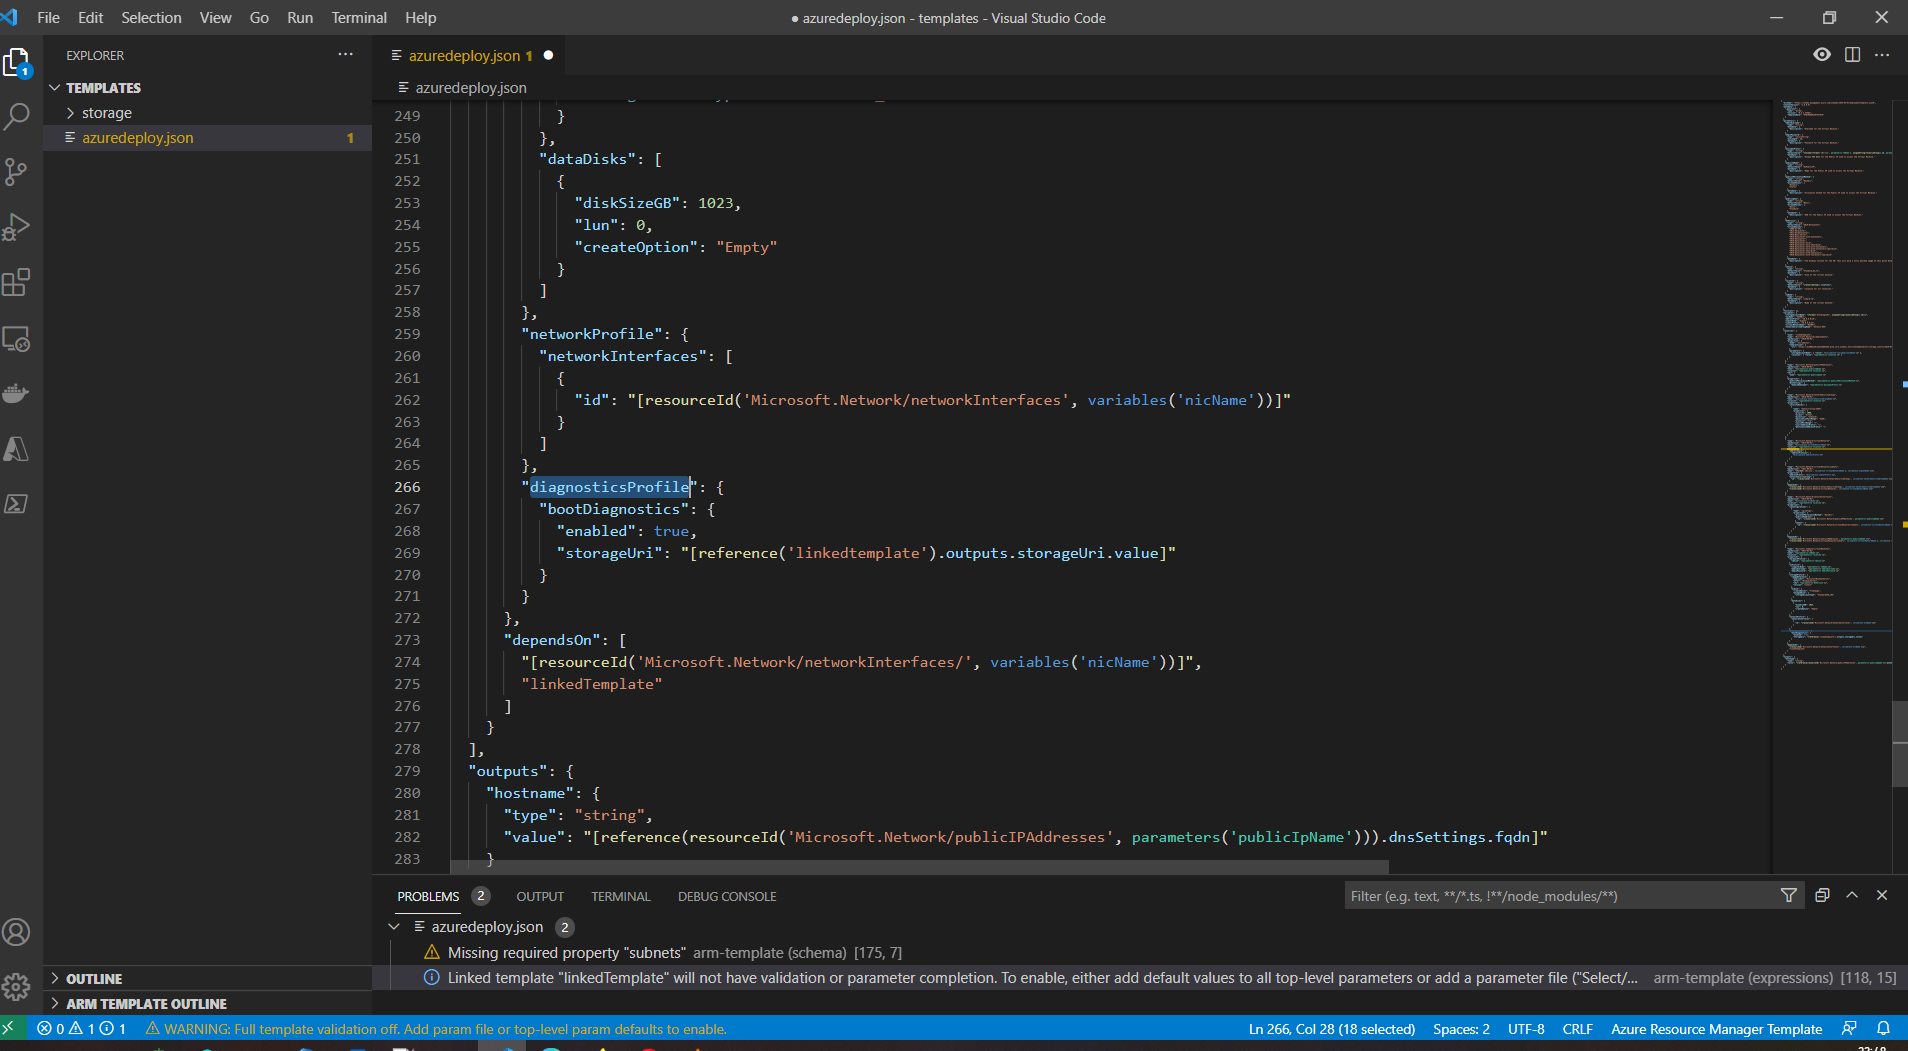 File Edit Selection View Go Run Terminal Help
● azuredeploy.json - templates - Visual Studio Code
1
EXPLORER
TEMPLATES
storage
azuredeploy.json 1
OUTLINE
ARM TEMPLATE OUTLINE
azuredeploy.json 1
azuredeploy.json
249 }
250 },
251 "dataDisks": [
252 {
253 "diskSizeGB": 1023,
254 "lun": 0,
255 "createOption": "Empty"
256 }
257 ]
258 },
259 "networkProfile": {
260 "networkInterfaces": [
261 {
262 "id": "[resourceId('Microsoft.Network/networkInterfaces', variables('nicName'))]"
263 }
264 ]
265 },
266 "diagnosticsProfile": {
267 "bootDiagnostics": {
268 "enabled": true,
269 "storageUri": "[reference('linkedtemplate').outputs.storageUri.value]"
270 }
271 }
272 },
273 "dependsOn": [
274 "[resourceId('Microsoft.Network/networkInterfaces/', variables('nicName'))]",
275 "linkedTemplate"
276 ]
277 }
278 ],
279 "outputs": {
280 "hostname": {
281 "type": "string",
282 "value": "[reference(resourceId('Microsoft.Network/publicIPAddresses', parameters('publicIpName'))).dnsSettings.fqdn]"
283 }
PROBLEMS 2 OUTPUT TERMINAL DEBUG CONSOLE Filter (e.g. text, **/*.ts, !**/node_modules/**)
azuredeploy.json 2
Missing required property "subnets" arm-template (schema) [175, 7]
Linked template "linkedTemplate" will not have validation or parameter completion. To enable, either add default values to all top-level parameters or add a parameter file ("Select/... arm-template (expressions) [118, 15]
0 1 1 WARNING: Full template validation off. Add param file or top-level param defaults to enable. Ln 266, Col 28 (18 selected) Spaces: 2 UTF-8 CRLF Azure Resource Manager Template